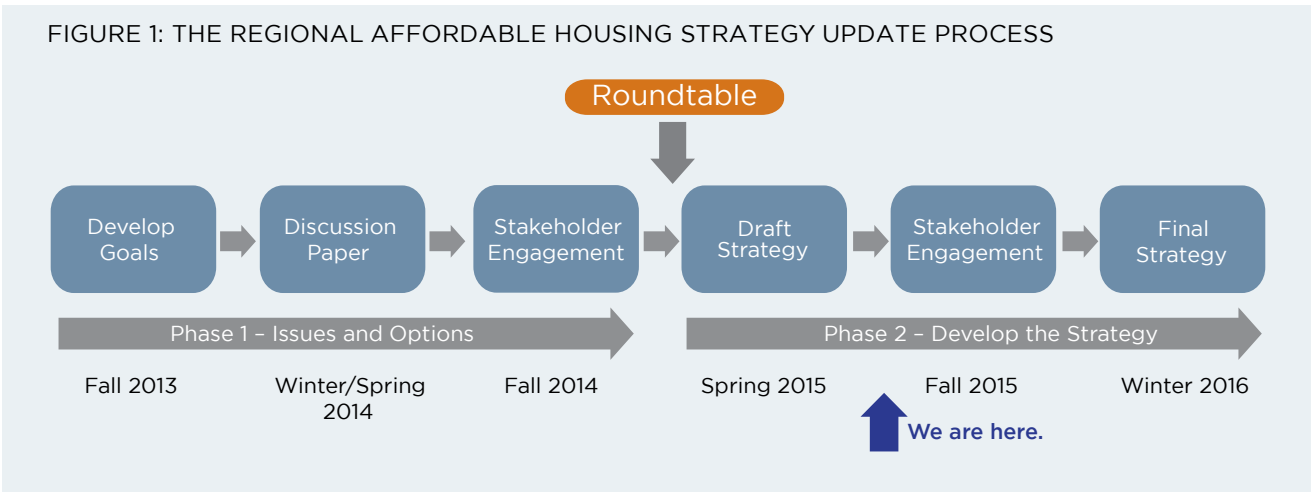 FIGURE 1: THE REGIONAL AFFORDABLE HOUSING STRATEGY UPDATE PROCESS
Roundtable
Develop
Goals
Discussion
Paper
Stakeholder
Engagement
Draft
Strategy
Stakeholder
Engagement
Final
Strategy
Phase 1 – Issues and Options
Phase 2 – Develop the Strategy
Fall 2013
Winter/Spring
2014
Fall 2014
Spring 2015
Fall 2015
Winter 2016
We are here.